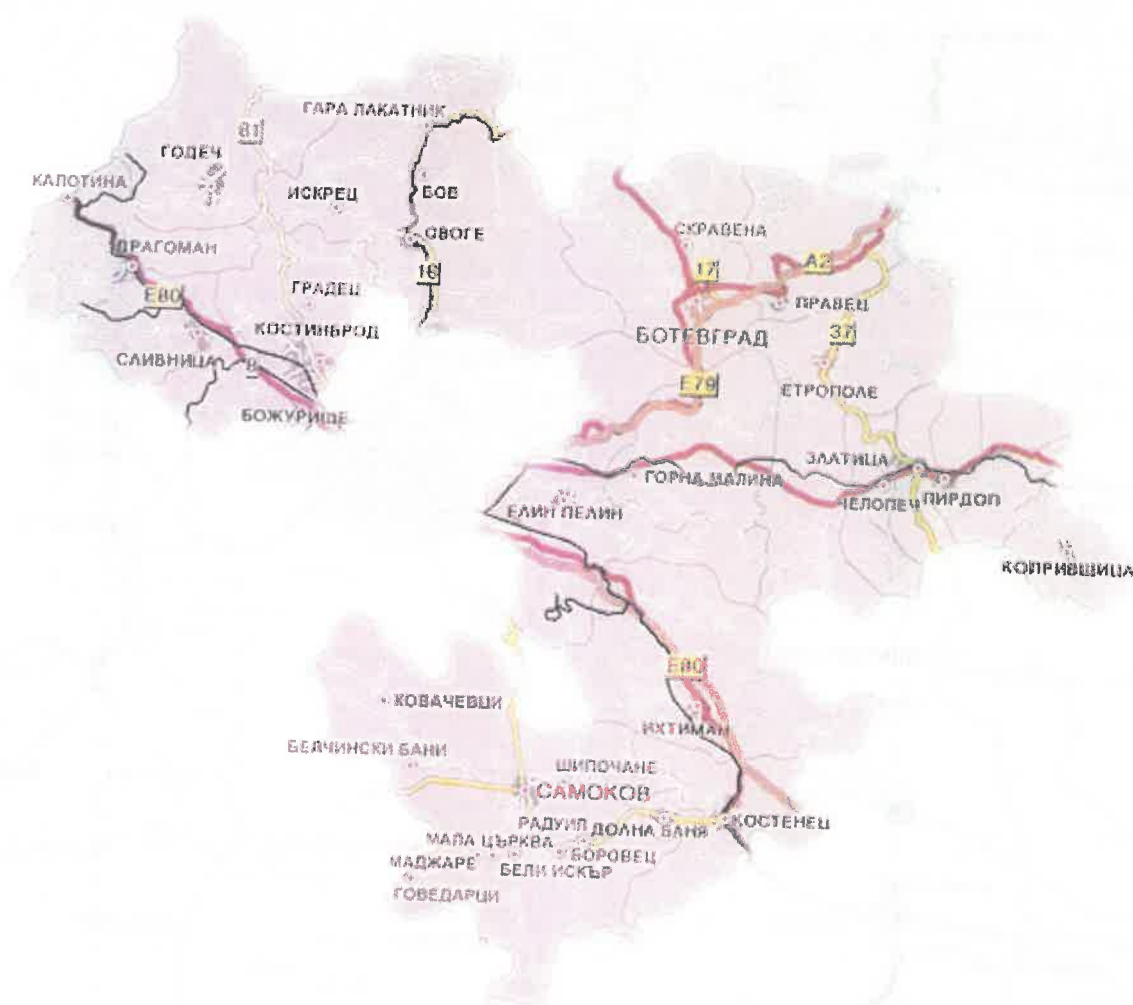 ГАРА ЛАКАТНИК
81
ГОДЕЧ
КАЛОТИНА
ИСКРЕЦ
БОВ
СКРАВЕНА
СВОГЕ
ДРАГОМАН
17
A2
16
E80
ГРАДЕЦ
ПРАВЕЦ
КОСТИНБРОД
БОТЕВГРАД
37
СЛИВНИЦА
8
E79
ЕТРОПОЛЕ
БОЖУРИЩЕ
ЗЛАТИЦА
ГОРНА МАЛИНА
ЧЕЛОПЕЧ
ПИРДОП
ЕЛИН ПЕЛИН
КОПРИВЩИЦА
E80
КОВАЧЕВЦИ
ИХТИМАН
БЕЛЧИНСКИ БАНИ
ШИПОЧАНЕ
САМОКОВ
РАДУИЛ
ДОЛНА БАНЯ
КОСТЕНЕЦ
МАЛА ЦЪРКВА
БОРОВЕЦ
МАДЖАРЕ
БЕЛИ ИСКЪР
ГОВЕДАРЦИ